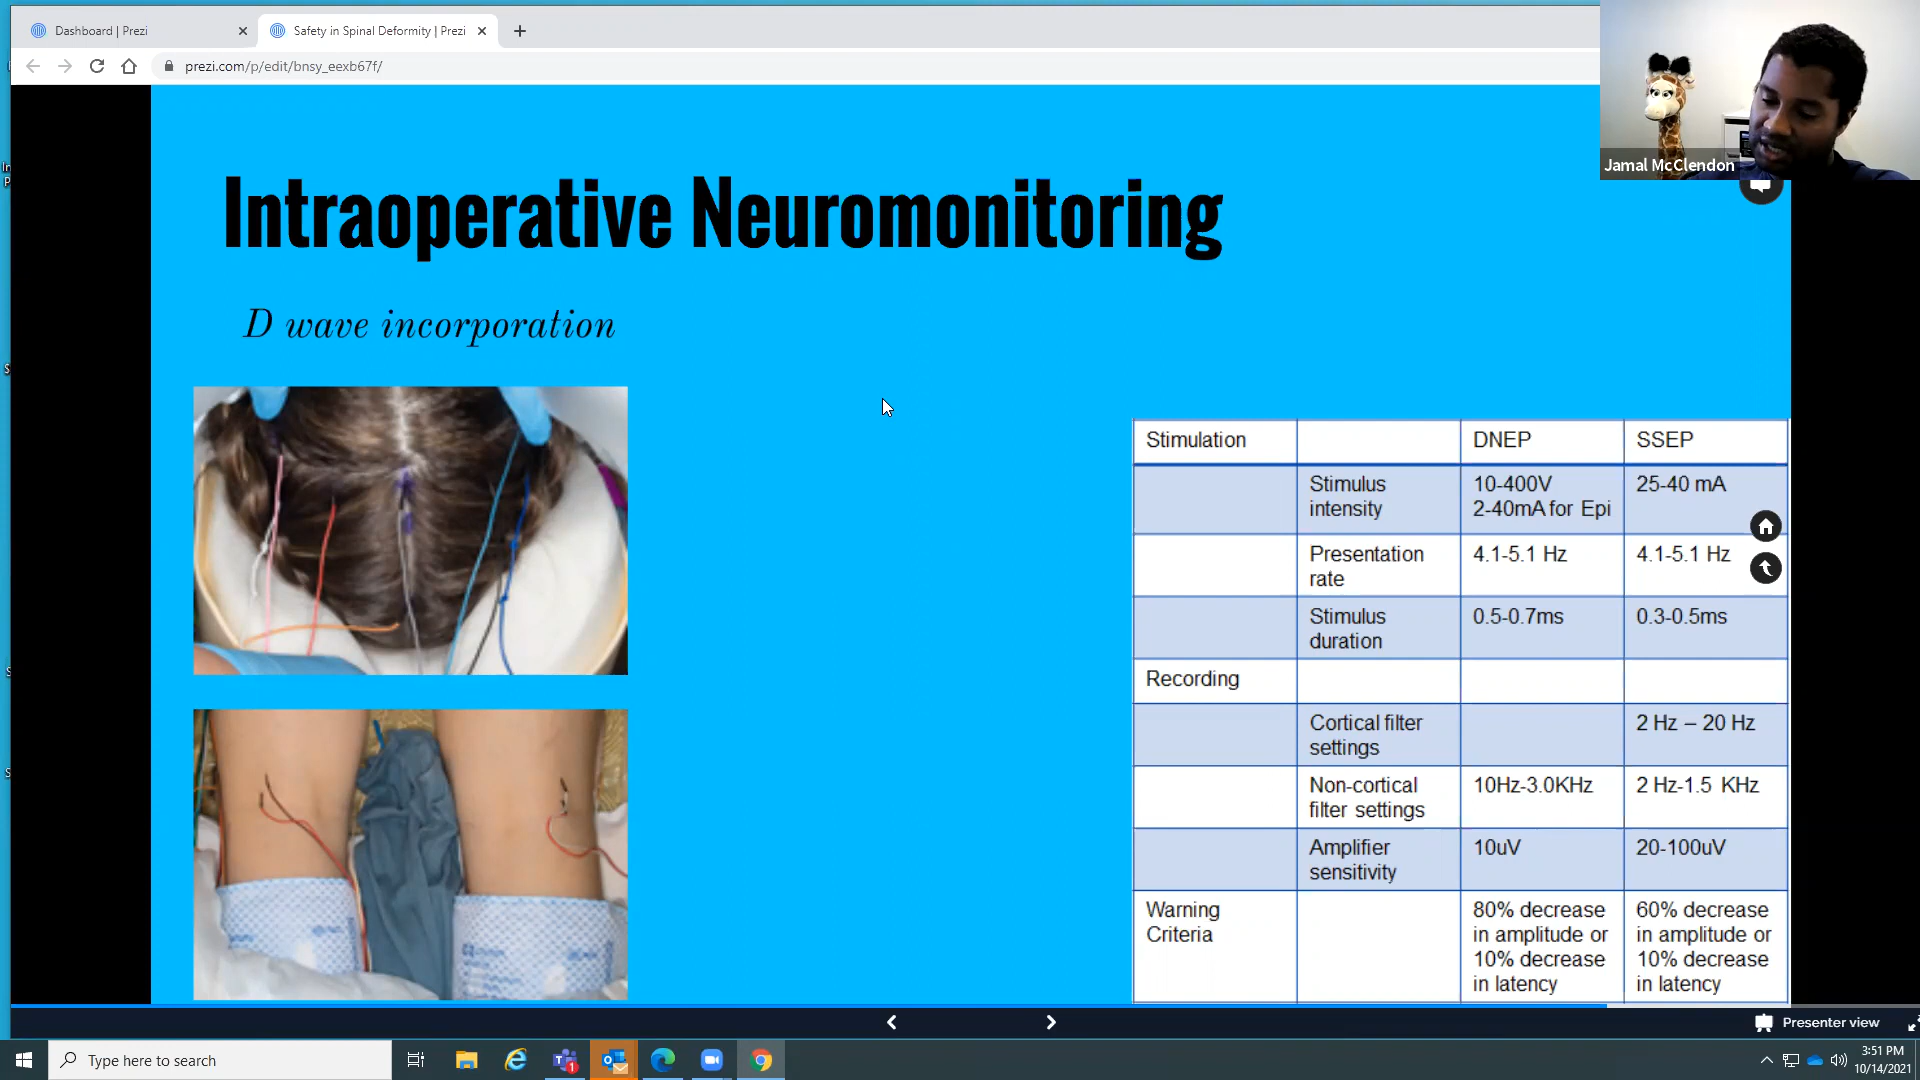 Dashboard | Prezi
Safety in Spinal Deformity | Prezi
prezi.com/p/edit/bnsy_eexb67f/
Jamal McClendon
Intraoperative Neuromonitoring
D wave incorporation
Stimulation DNEP SSEP
Stimulus intensity 10-400V 2-40mA for Epi 25-40 mA
Presentation rate 4.1-5.1 Hz 4.1-5.1 Hz
Stimulus duration 0.5-0.7ms 0.3-0.5ms
Recording
Cortical filter settings 2 Hz – 20 Hz
Non-cortical filter settings 10Hz-3.0KHz 2 Hz-1.5 KHz
Amplifier sensitivity 10uV 20-100uV
Warning Criteria 80% decrease in amplitude or 10% decrease in latency 60% decrease in amplitude or 10% decrease in latency
Presenter view
Type here to search
3:51 PM
10/14/2021